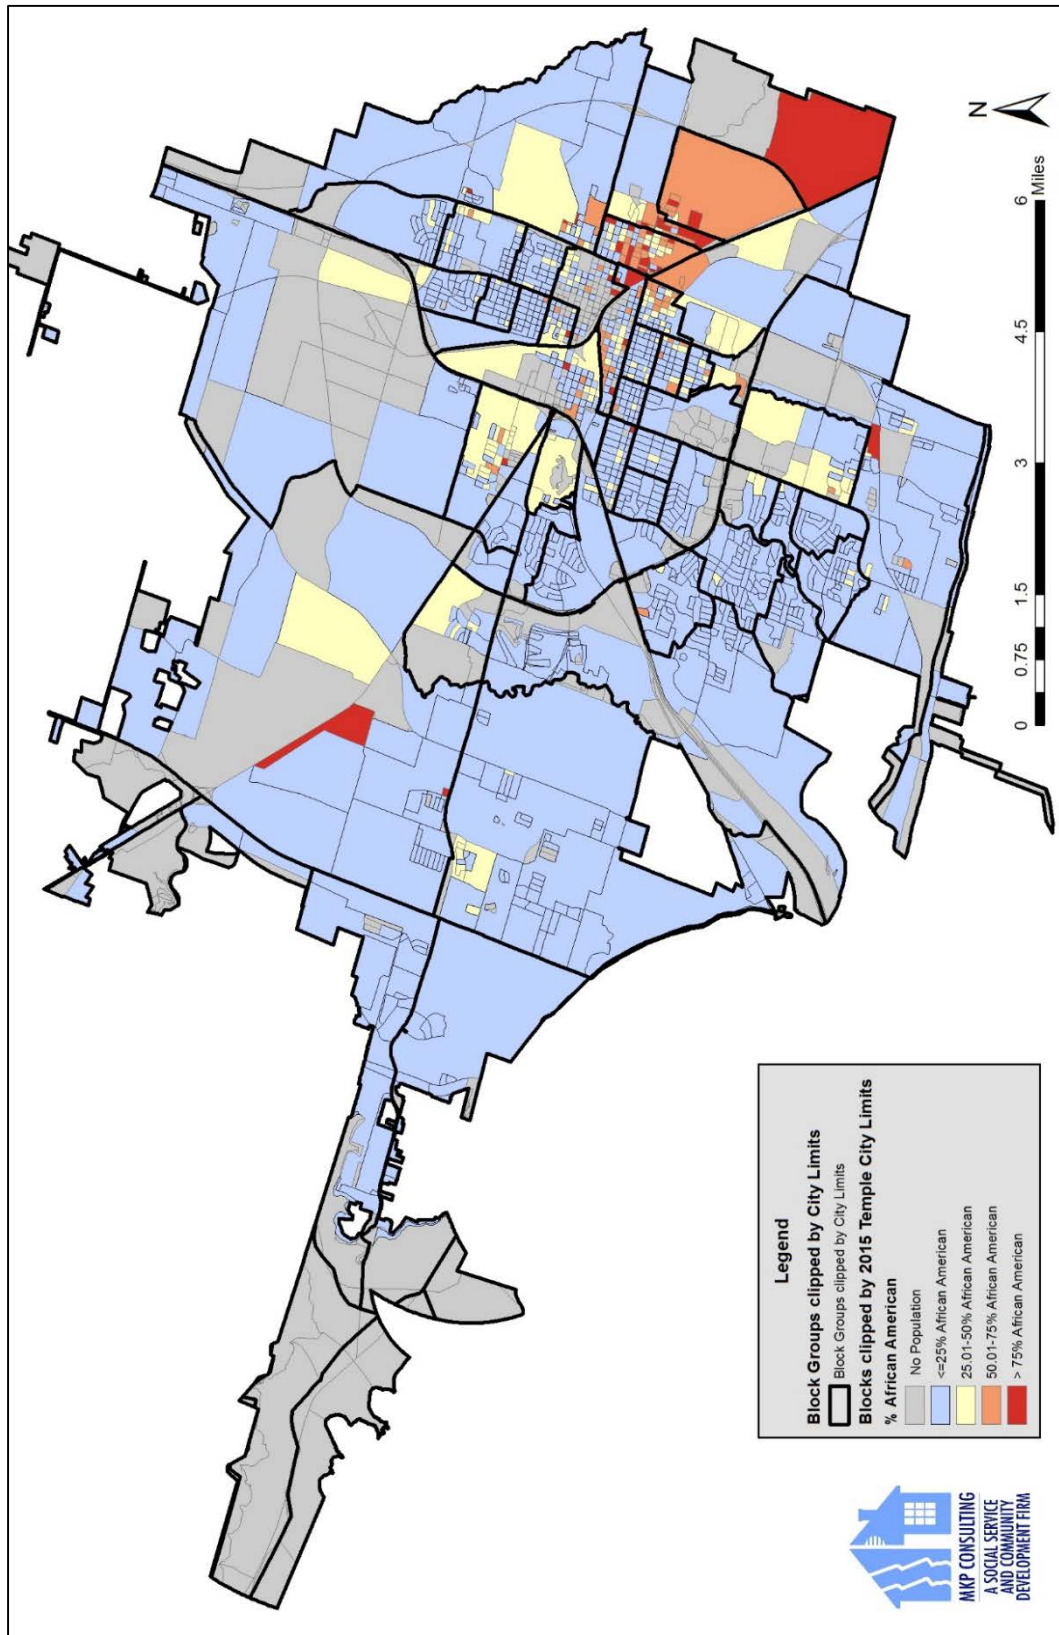 N
0 0.75 1.5 3 4.5 6
Miles
Legend
Block Groups clipped by City Limits
Block Groups clipped by City Limits
Blocks clipped by 2015 Temple City Limits
% African American
No Population
<=25% African American
25.01-50% African American
50.01-75% African American
> 75% African American
MKP CONSULTING
A SOCIAL SERVICE
AND COMMUNITY
DEVELOPMENT FIRM